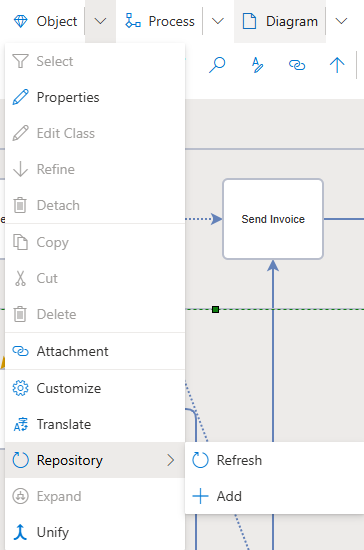 Object Process Diagram
Select
Properties
Edit Class
Refine
Detach
Copy
Cut
Delete
Attachment
Customize
Translate
Repository
Expand
Unify
Refresh
Add
Send Invoice